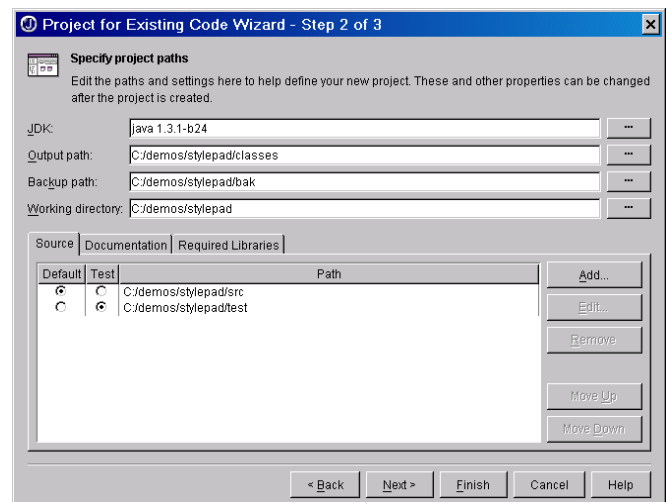 Project for Existing Code Wizard - Step 2 of 3
Specify project paths
Edit the paths and settings here to help define your new project. These and other properties can be changed
after the project is created.
JDK: java 1.3.1-b24 ...
Output path: C:/demos/stylepad/classes ...
Backup path: C:/demos/stylepad/bak ...
Working directory: C:/demos/stylepad ...
Source Documentation Required Libraries
Default Test Path
C:/demos/stylepad/src
C:/demos/stylepad/test
Add...
Edit...
Remove
Move Up
Move Down
< Back Next > Finish Cancel Help